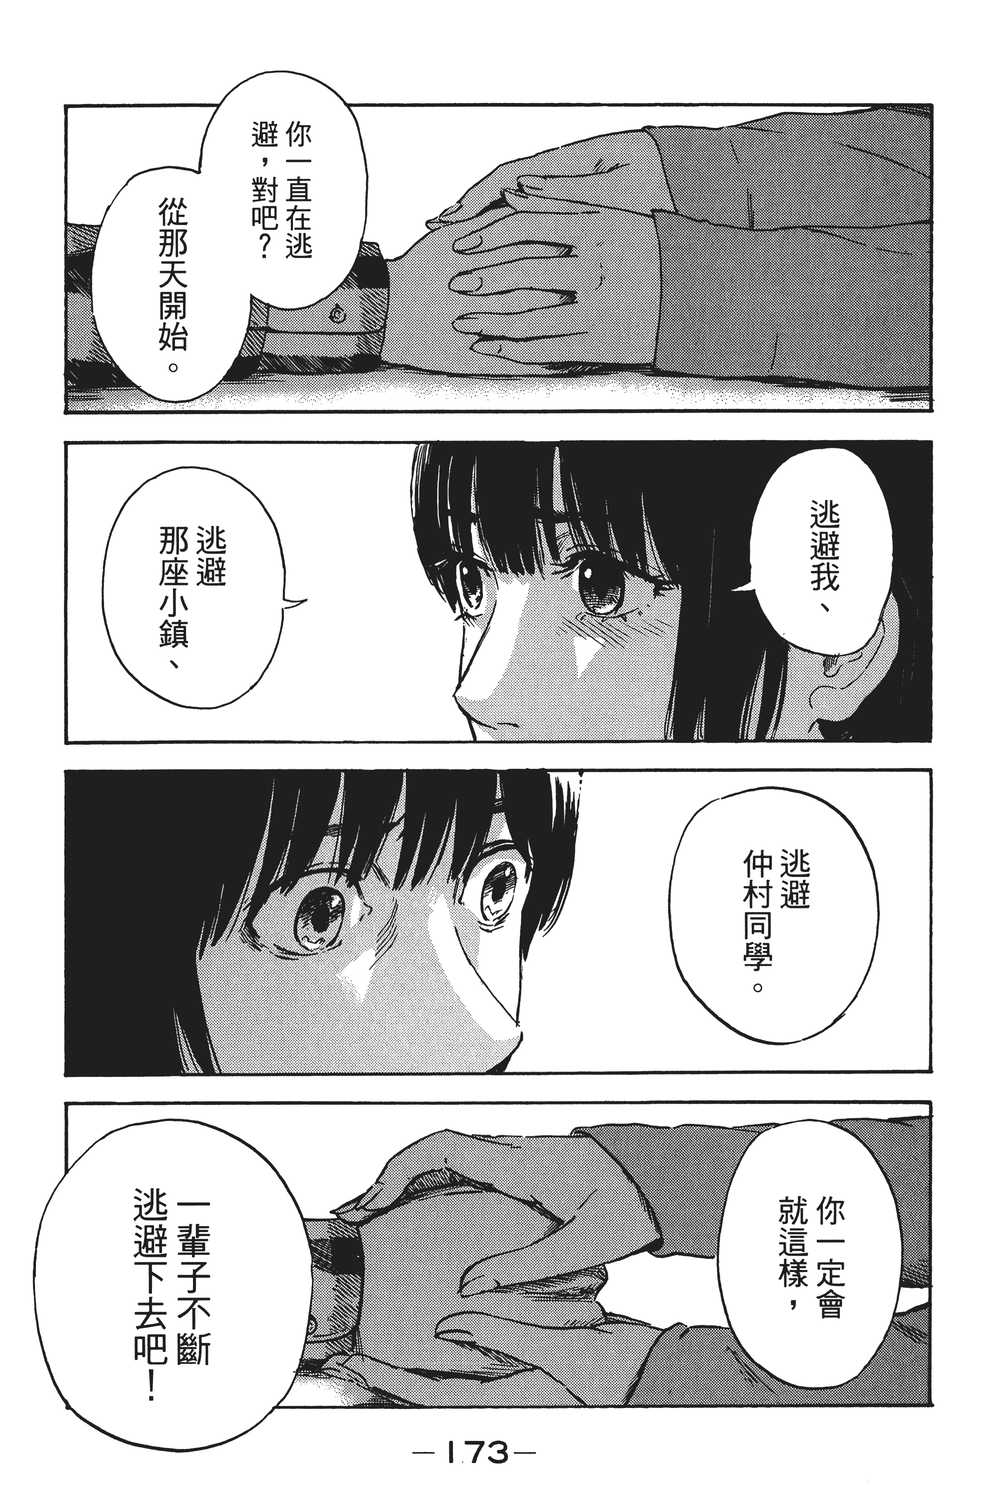 你一直在逃
避，對吧？
從那天開始。
逃避我、
逃避
那座小鎮、
逃避
仲村同學。
你一定會
就這樣，
一輩子不斷
逃避下去吧！
—173—